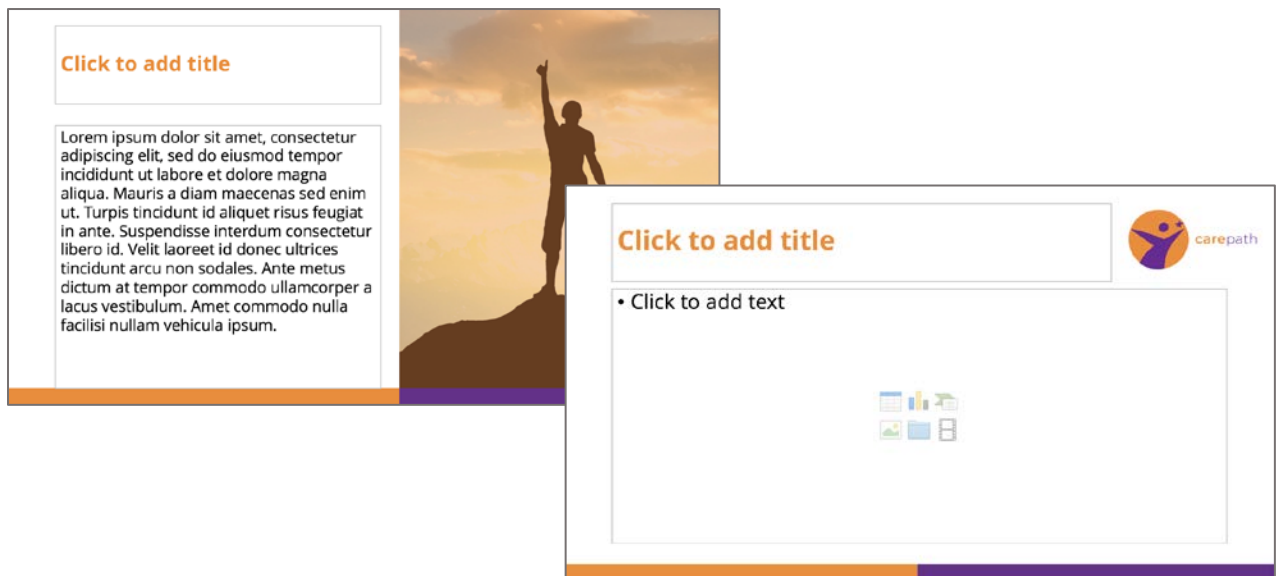 Click to add title
Lorem ipsum dolor sit amet, consectetur
adipiscing elit, sed do eiusmod tempor
incididunt ut labore et dolore magna
aliqua. Mauris a diam maecenas sed enim
ut. Turpis tincidunt id aliquet risus feugiat
in ante. Suspendisse interdum consectetur
libero id. Velit laoreet id donec ultrices
tincidunt arcu non sodales. Ante metus
dictum at tempor commodo ullamcorper a
lacus vestibulum. Amet commodo nulla
facilisi nullam vehicula ipsum.
Click to add title
carepath
• Click to add text